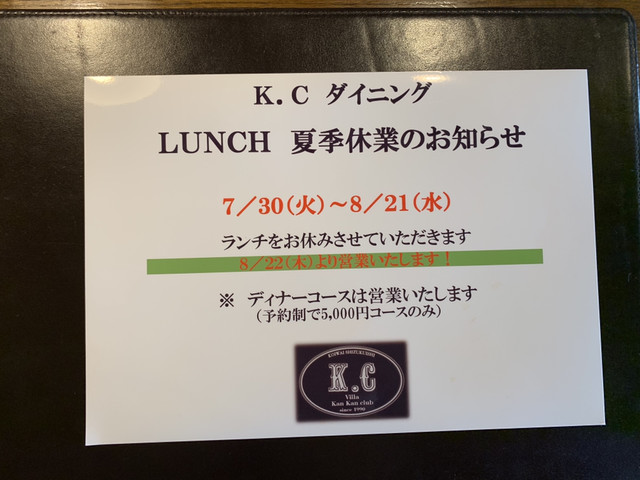 K.C ダイニング
LUNCH 夏季休業のお知らせ
7/30(火)~8/21(水)
ランチをお休みさせていただきます
8/22(木)より営業いたします!
※ ディナーコースは営業いたします
(予約制で5,000円コースのみ)
KOIWAI SHIZUKUISHI
K.C
Villa
Kan Kan club
since 1990